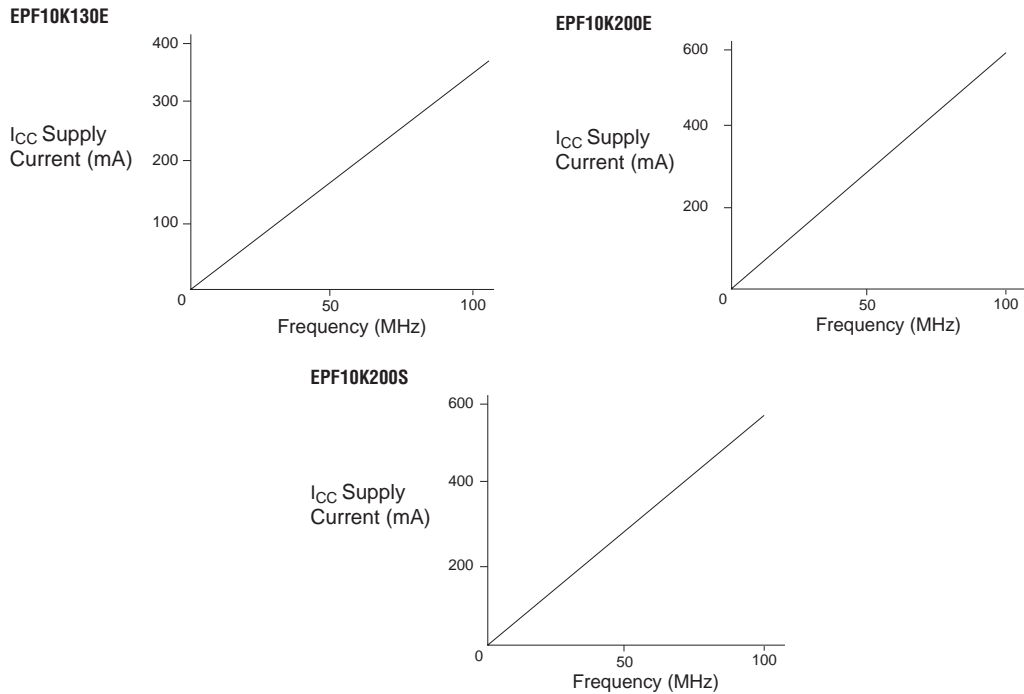 EPF10K130E
400
300
200
100
0
50
100
ICC Supply
Current (mA)
Frequency (MHz)
EPF10K200E
600
400
200
0
50
100
ICC Supply
Current (mA)
Frequency (MHz)
EPF10K200S
600
400
200
0
50
100
ICC Supply
Current (mA)
Frequency (MHz)